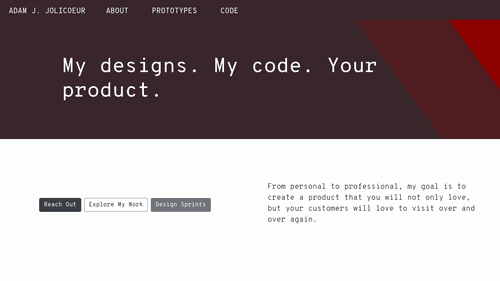 ADAM J. JOLICOEUR ABOUT PROTOTYPES CODE
My designs. My code. Your
product.
Reach Out Explore My Work Design Sprints
From personal to professional, my goal is to
create a product that you will not only love,
but your customers will love to visit over and
over again.